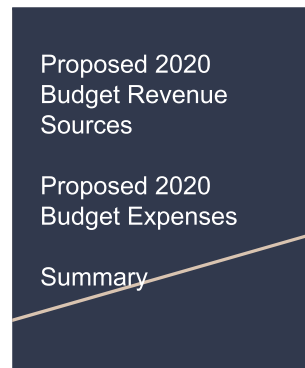 Proposed 2020
Budget Revenue
Sources
Proposed 2020
Budget Expenses
Summary